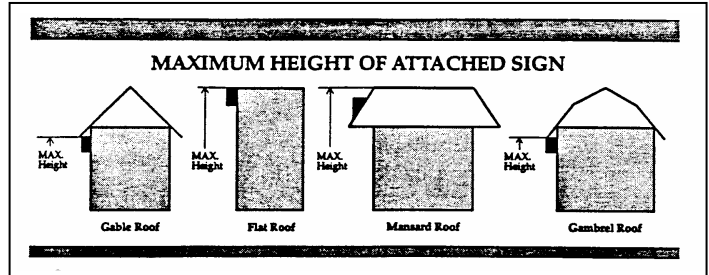 MAXIMUM HEIGHT OF ATTACHED SIGN
MAX.
Height
MAX.
Height
MAX.
Height
MAX.
Height
Gable Roof
Flat Roof
Mansard Roof
Gambrel Roof